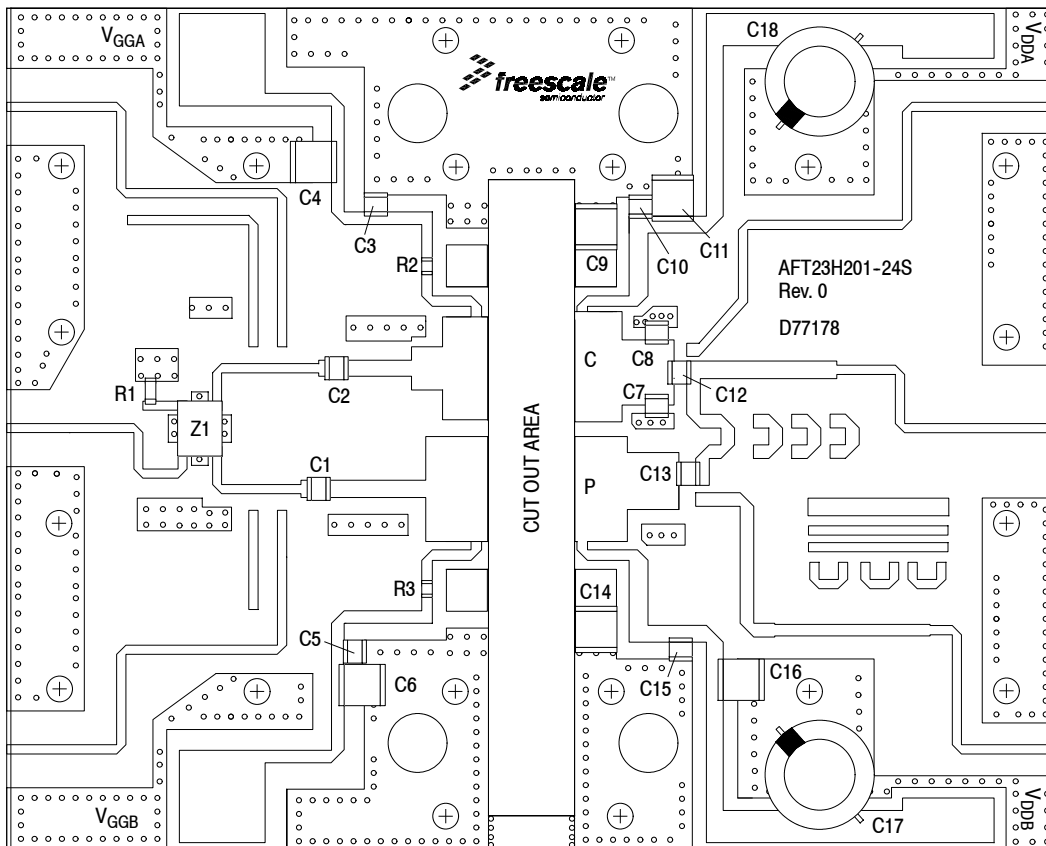 VGGA
C18
VDDA
freescale™
semiconductor
C4
C3
C11
C10
R2
C9
AFT23H201-24S
Rev. 0
D77178
C
C8
R1
C2
C7
C12
Z1
C1
CUT OUT AREA
C13
P
R3
C14
C5
C6
C15
C16
VGGB
C17
VDDB